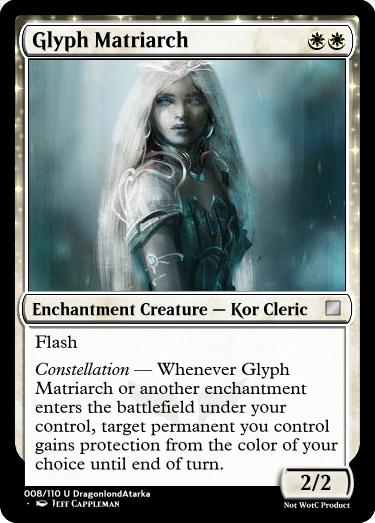 Glyph Matriarch
Enchantment Creature — Kor Cleric
Flash
Constellation — Whenever Glyph
Matriarch or another enchantment
enters the battlefield under your
control, target permanent you control
gains protection from the color of your
choice until end of turn.
2/2
008/110 U DragonlondAtarka
Jeff Cappleman
Not WotC Product